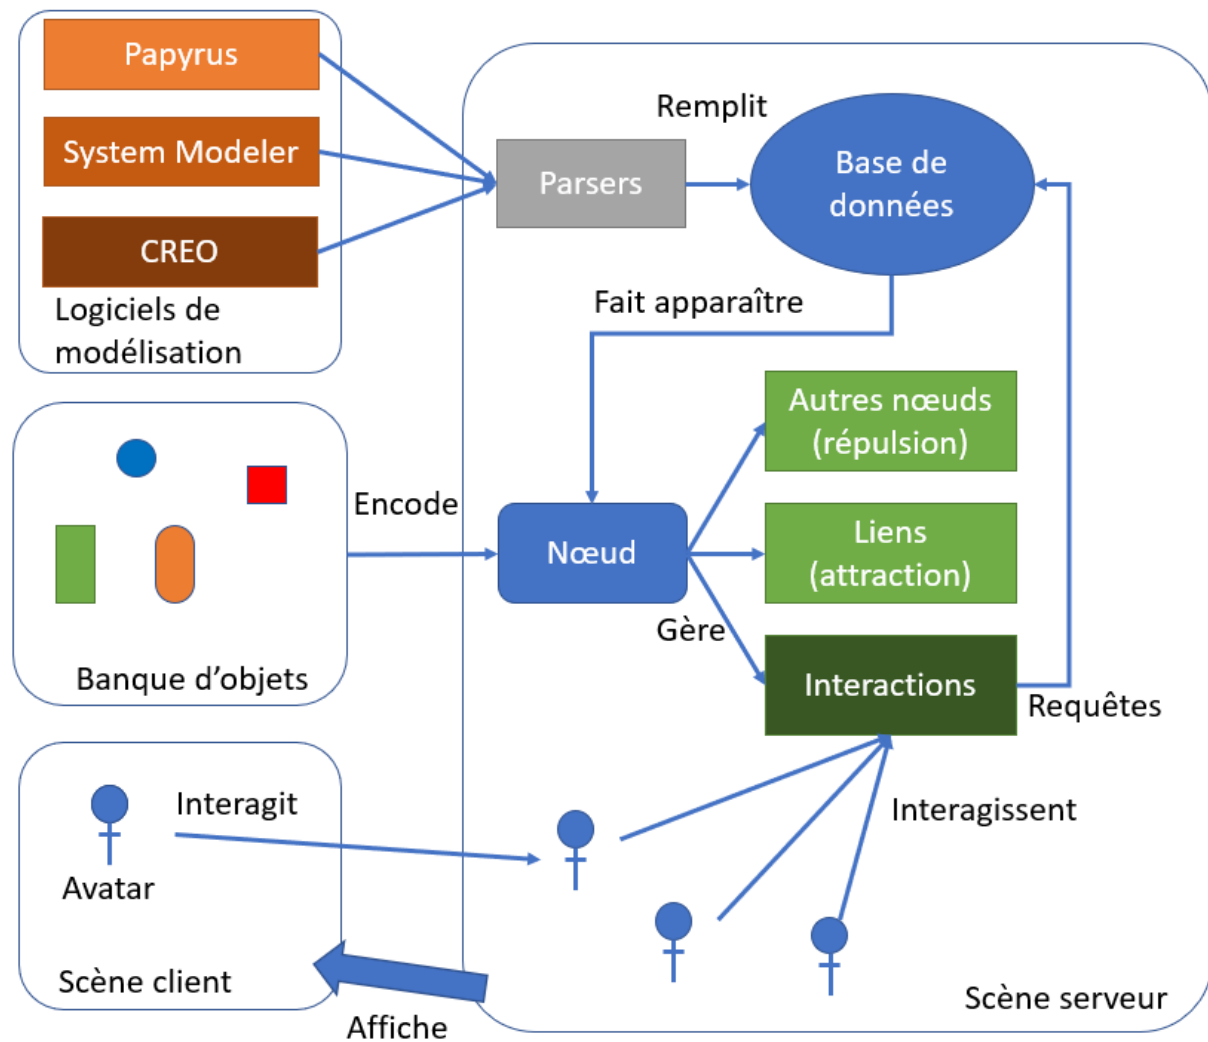 Papyrus
System Modeler
CREO
Logiciels de
modélisation
Parsers
Remplit
Base de
données
Fait apparaître
Autres nœuds
(répulsion)
Encode
Nœud
Liens
(attraction)
Gère
Interactions
Requêtes
Banque d’objets
Interagit
Avatar
Interagissent
Scène client
Affiche
Scène serveur